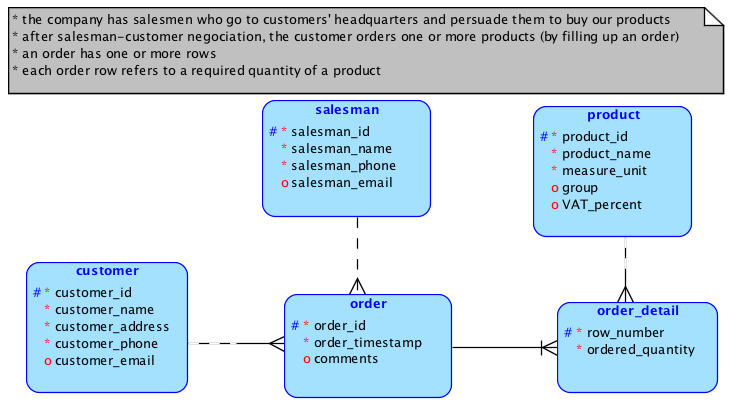 * the company has salesmen who go to customers' headquarters and persuade them to buy our products
* after salesman-customer negociation, the customer orders one or more products (by filling up an order)
* an order has one or more rows
* each order row refers to a required quantity of a product
salesman
# * salesman_id
* salesman_name
* salesman_phone
o salesman_email
product
# * product_id
* product_name
* measure_unit
o group
o VAT_percent
customer
# * customer_id
* customer_name
* customer_address
* customer_phone
o customer_email
order
# * order_id
* order_timestamp
o comments
order_detail
# * row_number
* ordered_quantity